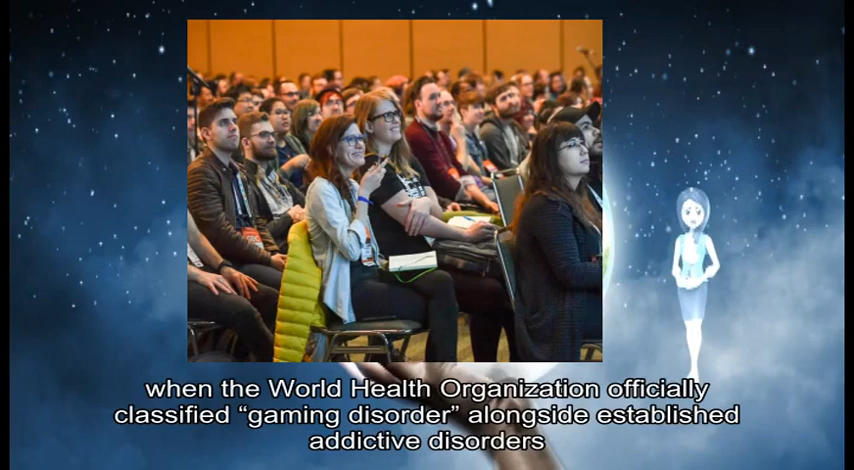 when the World Health Organization officially
classified “gaming disorder” alongside established
addictive disorders